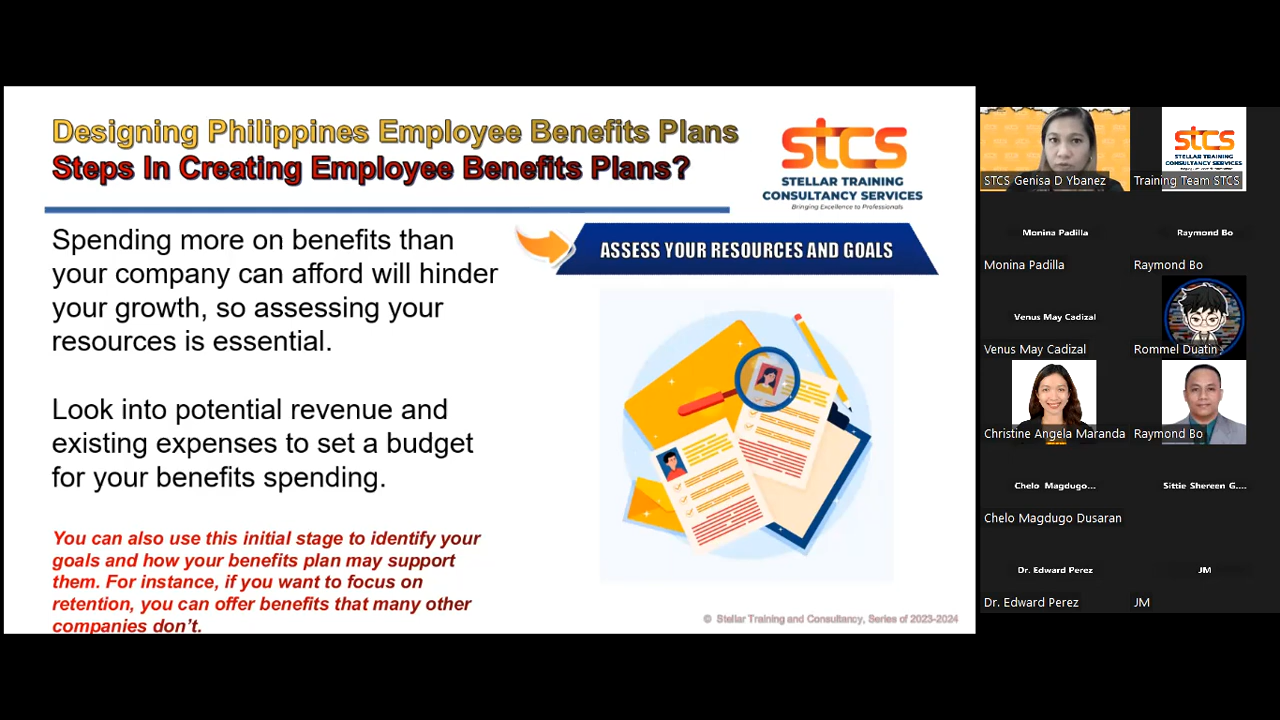 Designing Philippines Employee Benefits Plans
Steps In Creating Employee Benefits Plans?
stcs
STELLAR TRAINING
CONSULTANCY SERVICES
Bringing Excellence to Professionals
Spending more on benefits than
your company can afford will hinder
your growth, so assessing your
resources is essential.
Look into potential revenue and
existing expenses to set a budget
for your benefits spending.
You can also use this initial stage to identify your
goals and how your benefits plan may support
them. For instance, if you want to focus on
retention, you can offer benefits that many other
companies don't.
ASSESS YOUR RESOURCES AND GOALS
© Stellar Training and Consultancy, Series of 2023-2024
STCS Genisa D Ybanez
stcs
STELLAR TRAINING
CONSULTANCY SERVICES
Training Team STCS
Monina Padilla
Monina Padilla
Raymond Bo
Raymond Bo
Venus May Cadizal
Venus May Cadizal
Rommel Duatin
Christine Angela Maranda
Raymond Bo
Chelo Magdugo...
Chelo Magdugo Dusaran
Sittie Shereen G....
Dr. Edward Perez
Dr. Edward Perez
JM
JM